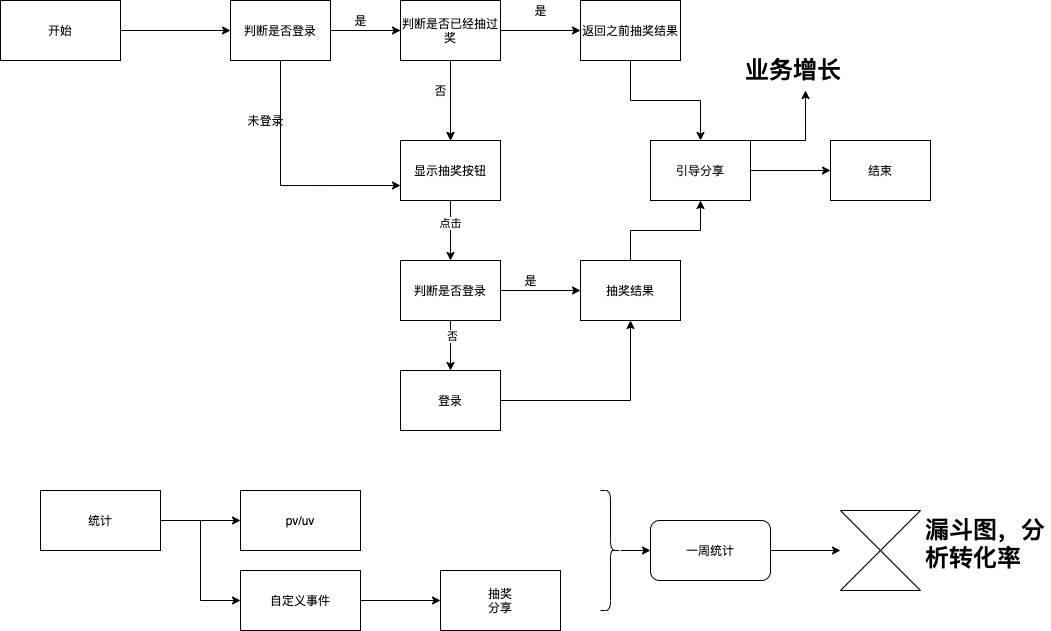 开始
判断是否登录
是
判断是否已经抽过
奖
是
返回之前抽奖结果
业务增长
否
未登录
显示抽奖按钮
引导分享
结束
点击
判断是否登录
是
抽奖结果
否
登录
统计
pv/uv
一周统计
漏斗图，分
析转化率
自定义事件
抽奖
分享